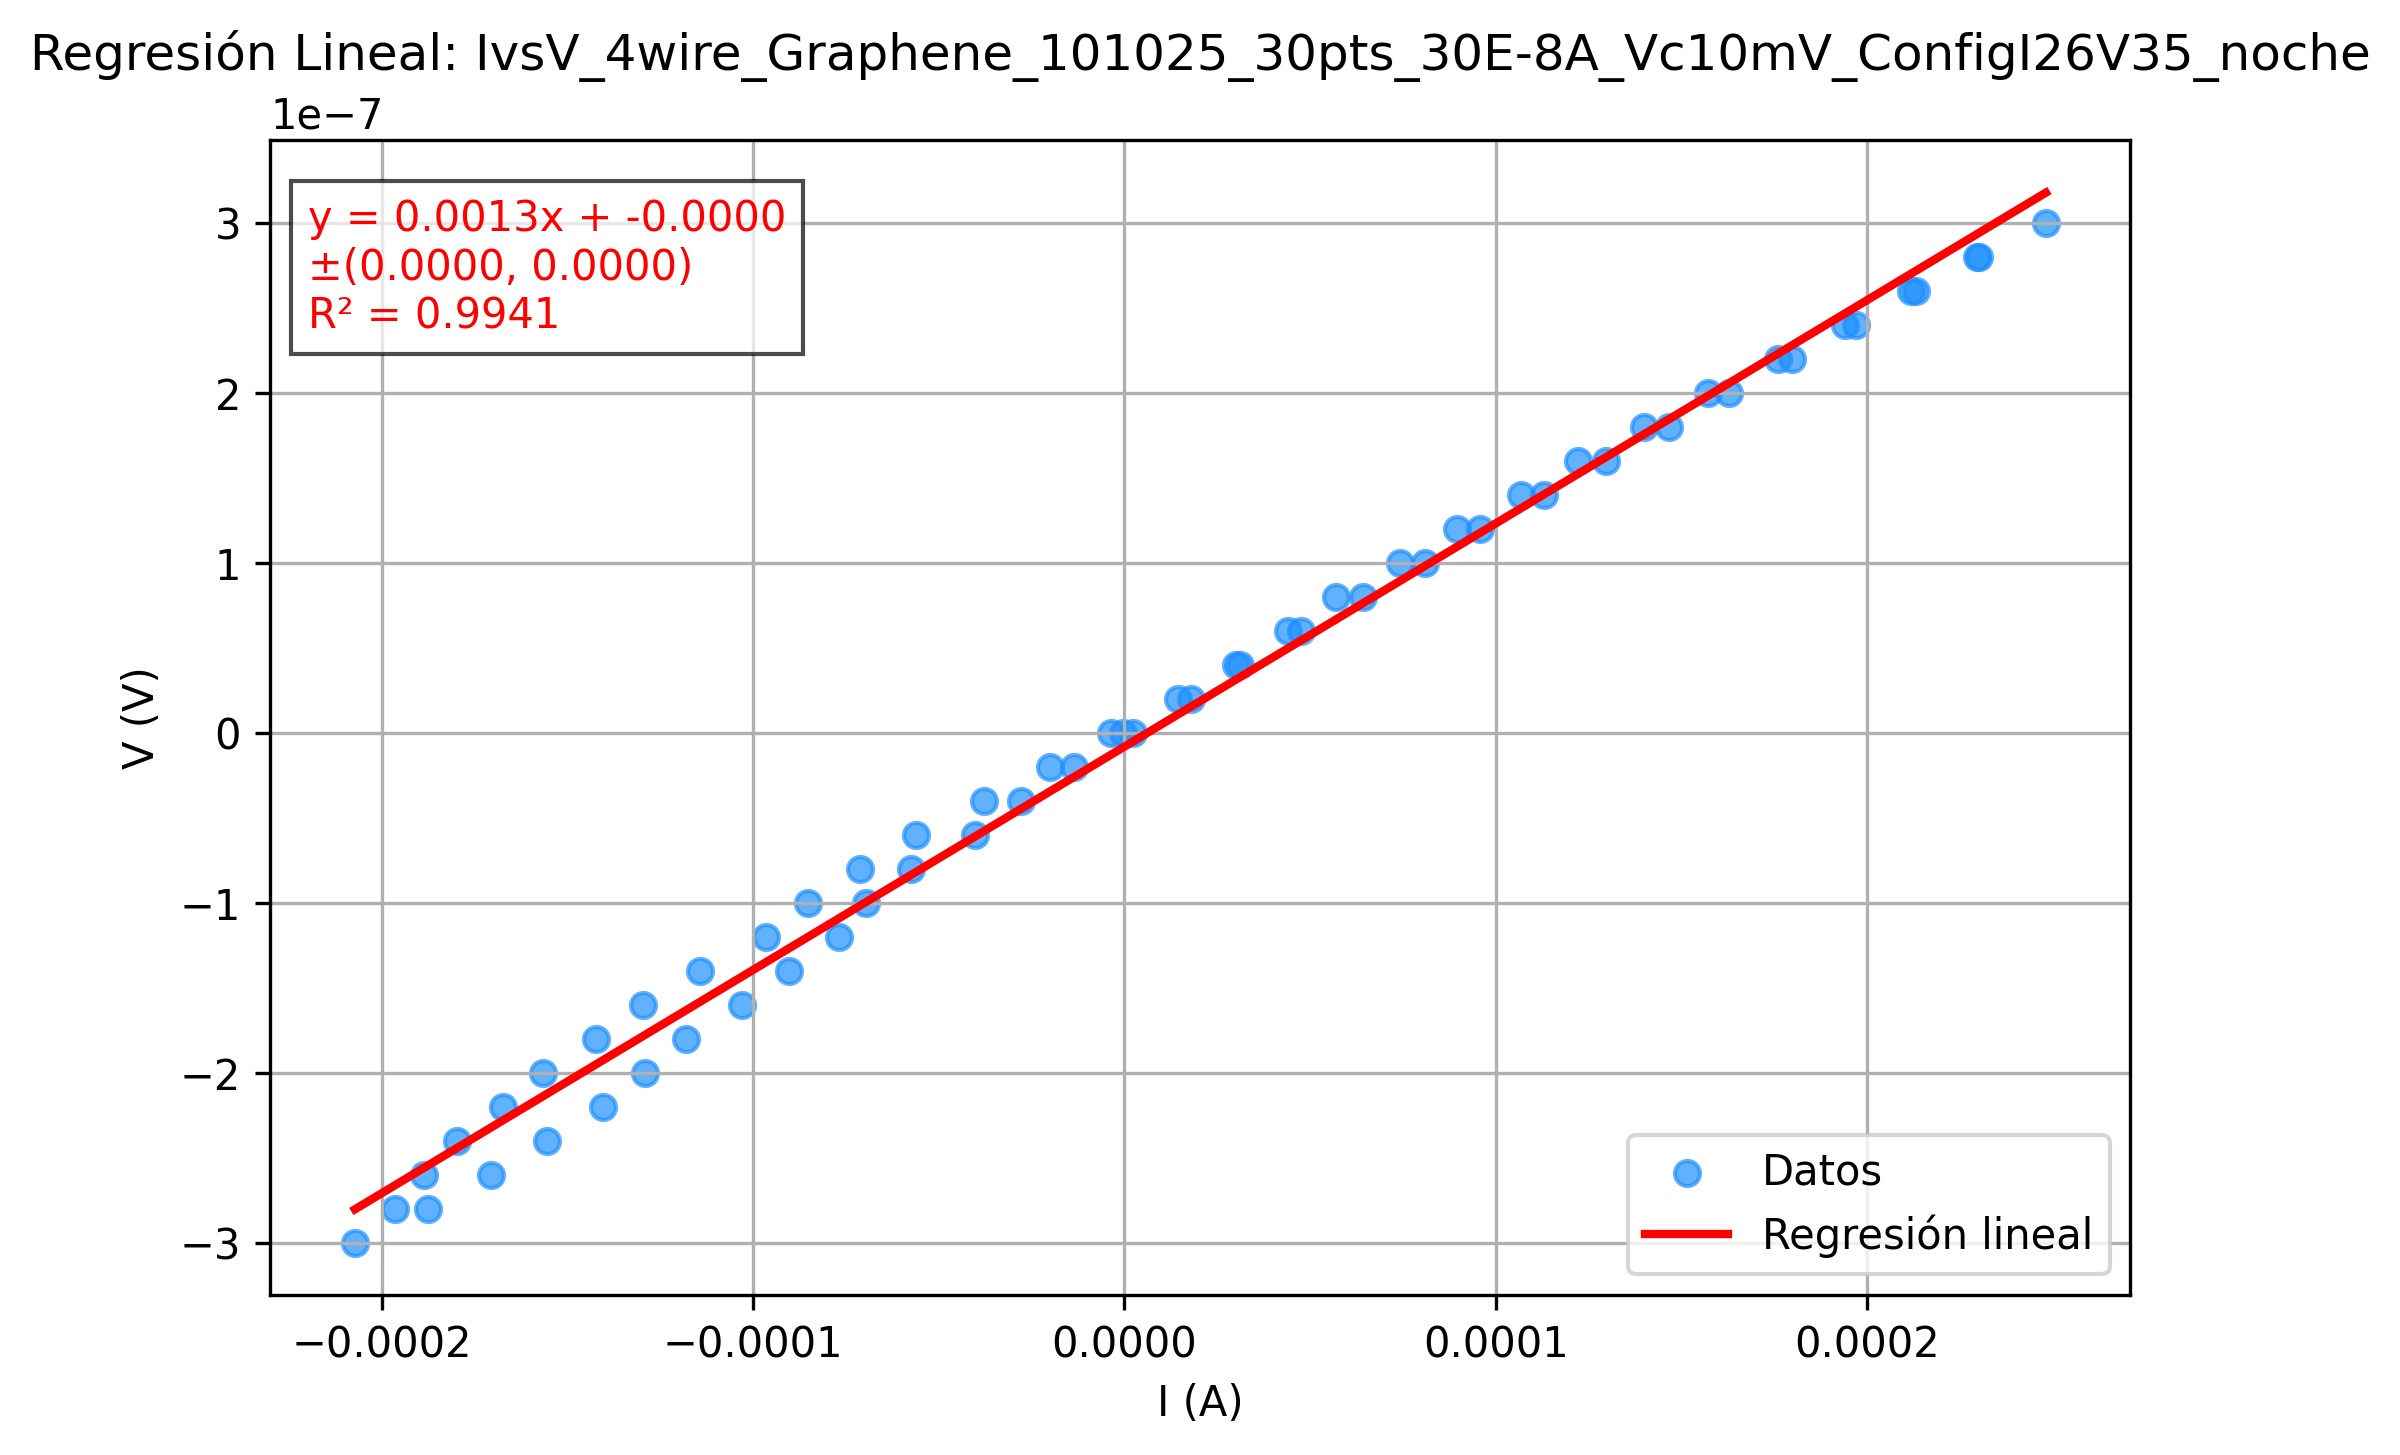 Regresión Lineal: IvsV_4wire_Graphene_101025_30pts_30E-8A_Vc10mV_ConfigI26V35_noche
1e−7
y = 0.0013x + -0.0000
±(0.0000, 0.0000)
R² = 0.9941
3
2
1
0
−1
−2
−3
V (V)
Datos
Regresión lineal
−0.0002
−0.0001
0.0000
0.0001
0.0002
I (A)